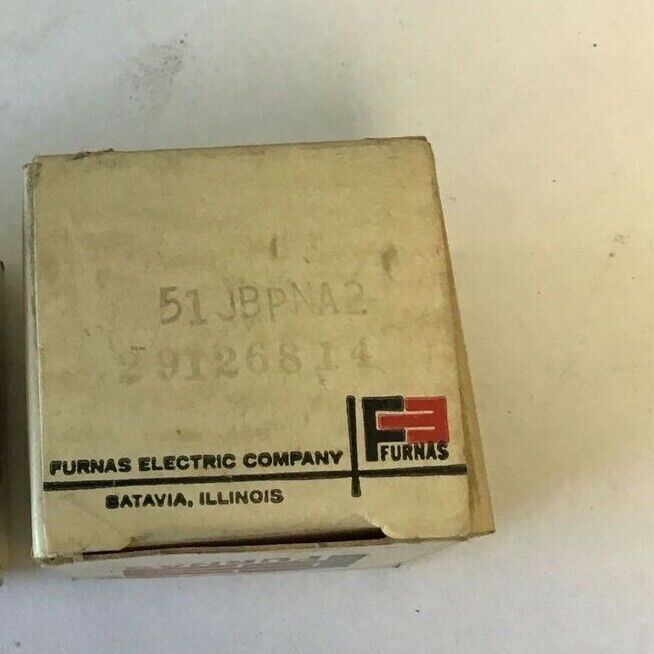 51JBPNA2
29126814
FURNAS ELECTRIC COMPANY
FURNAS
BATAVIA, ILLINOIS